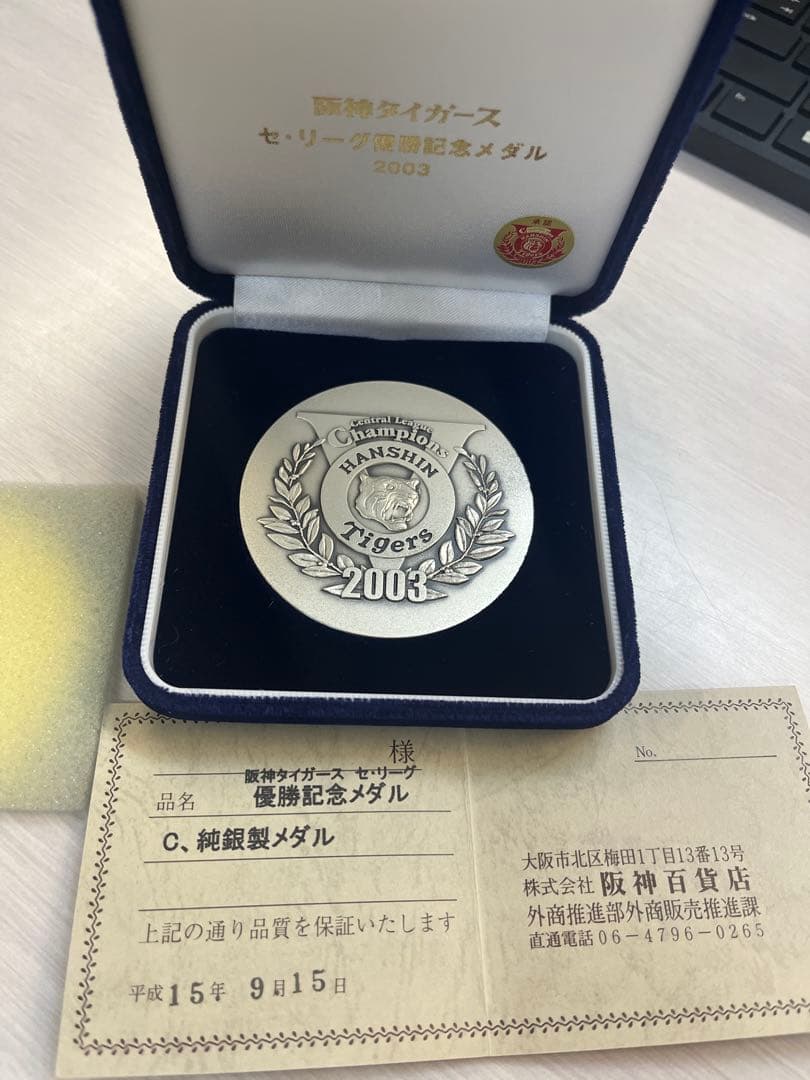 阪神タイガース
セ・リーグ優勝記念メダル
2003
承認
Champions
HANSHIN
Tigers
Central League
Champions
HANSHIN
Tigers
2003
様
阪神タイガース セ・リーグ
品名 優勝記念メダル
C、純銀製メダル
上記の通り品質を保証いたします
平成15年 9月15日
No.
大阪市北区梅田1丁目13番13号
株式会社 阪神百貨店
外商推進部外商販売推進課
直通電話06-4796-0265